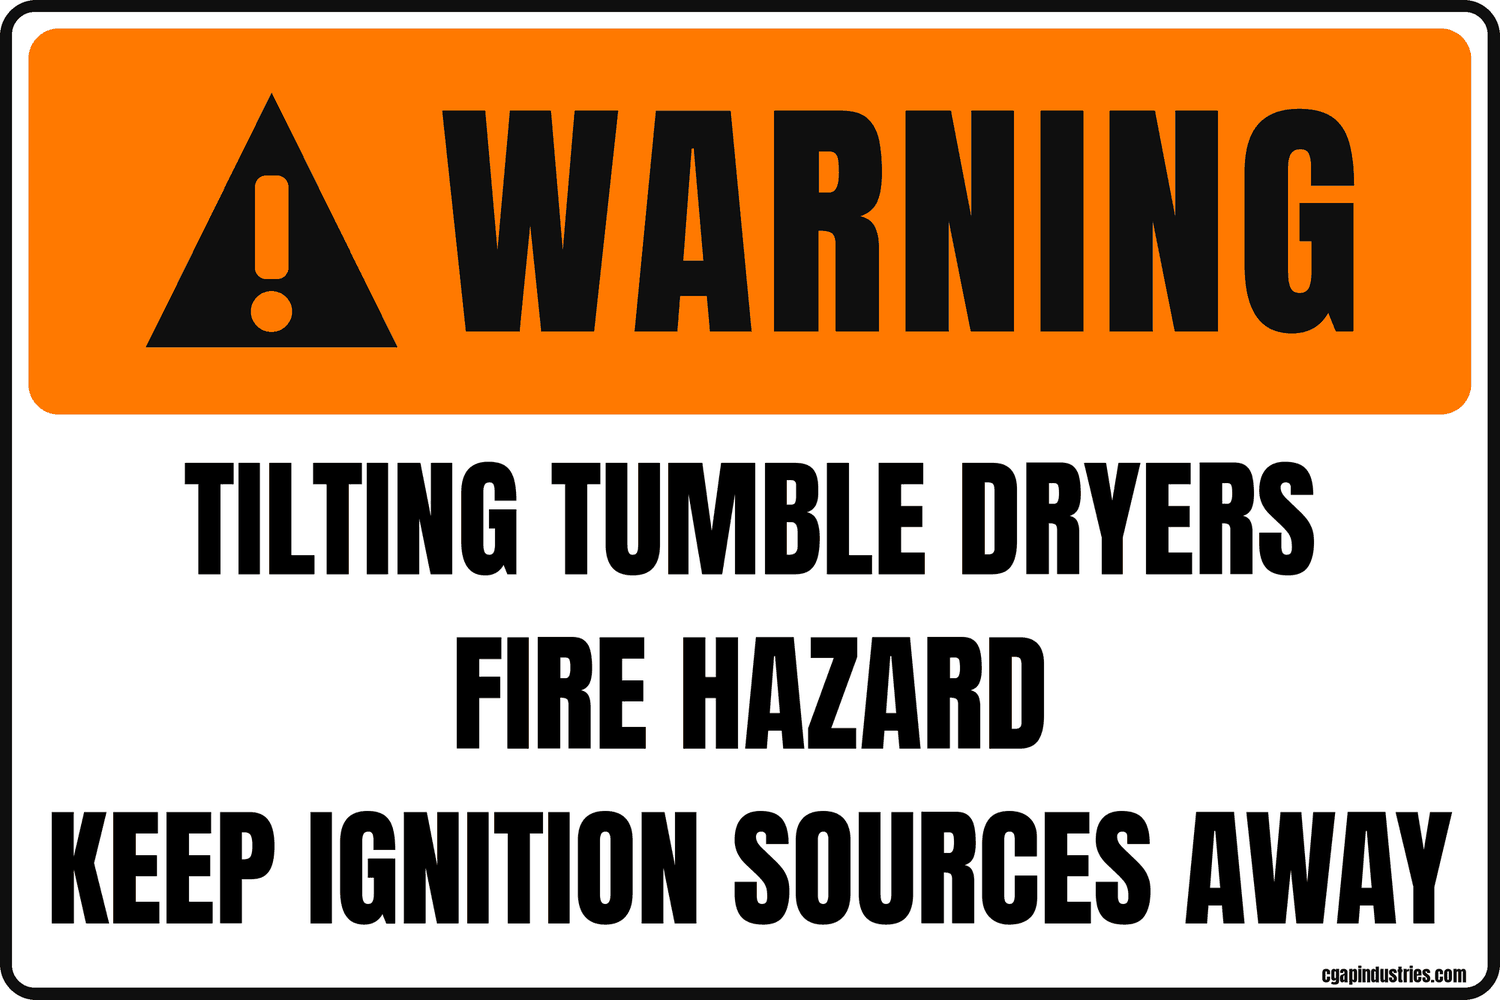 WARNING
TILTING TUMBLE DRYERS
FIRE HAZARD
KEEP IGNITION SOURCES AWAY
cgapindustries.com